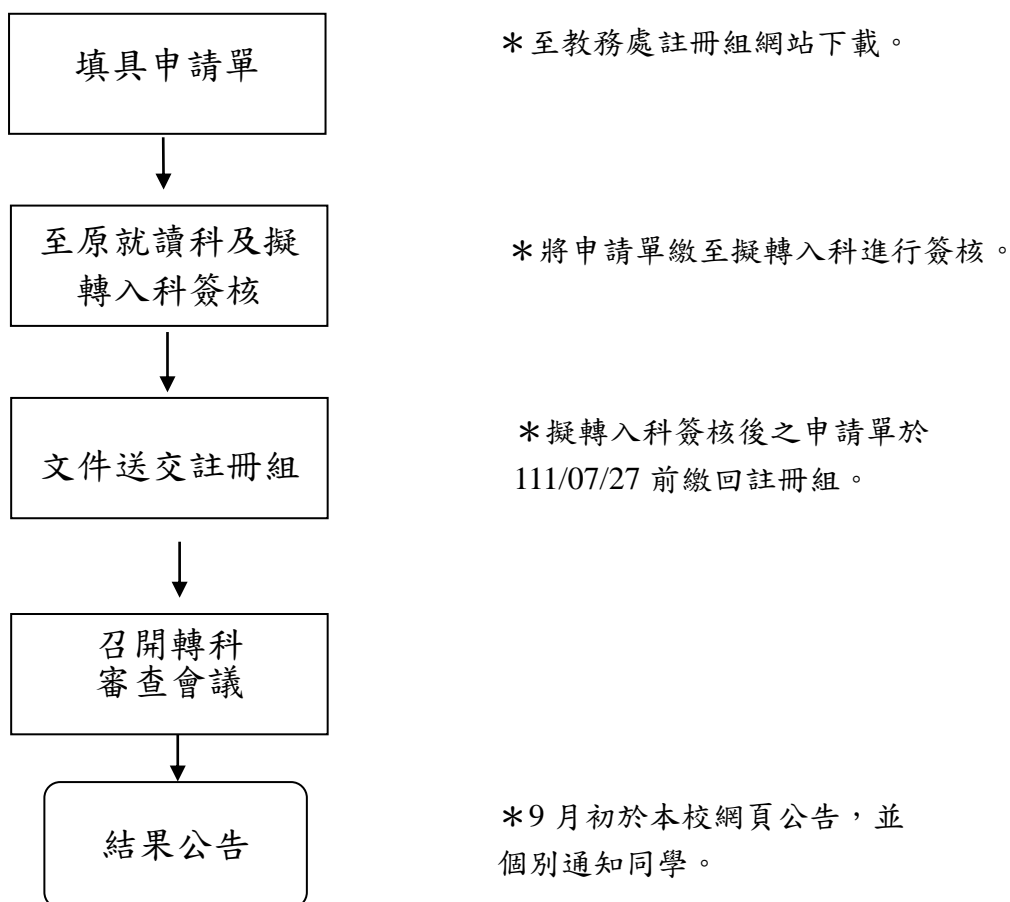 填具申請單
＊至教務處註冊組網站下載。
至原就讀科及擬
轉入科簽核
＊將申請單繳至擬轉入科進行簽核。
文件送交註冊組
＊擬轉入科簽核後之申請單於
111/07/27 前繳回註冊組。
召開轉科
審查會議
結果公告
＊9 月初於本校網頁公告，並
個別通知同學。